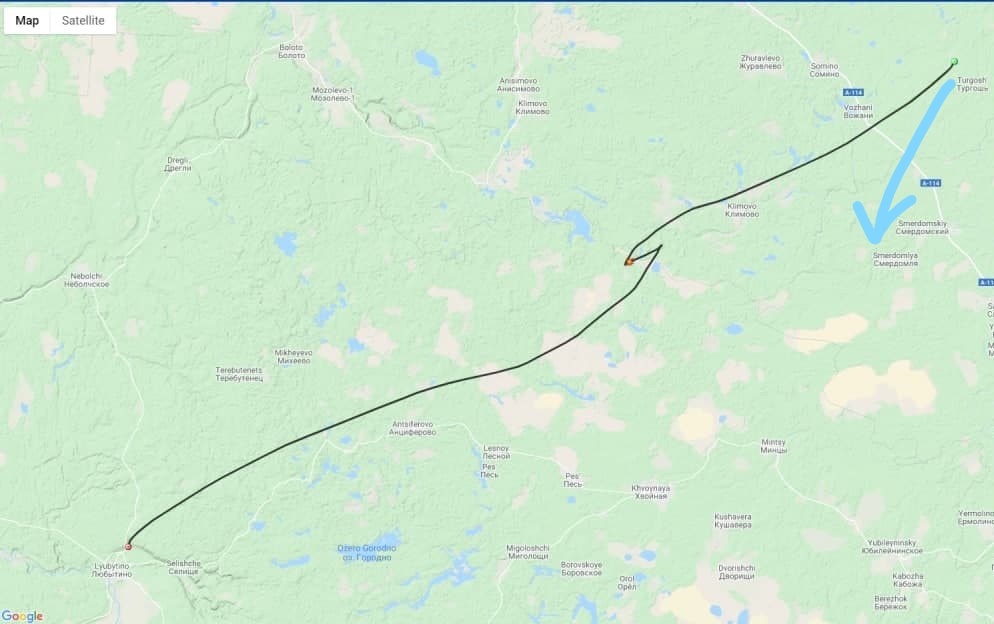 Map
Satellite
Boloto
Болото
Mozolevo-1
Мозолево-1
Anisimovo
Анисимово
Klimovo
Климово
Zhuravlevo
Журавлево
Somino
Сомино
A-114
Vozhani
Вожани
Turgosh'
Тургошь
Dregli
Дрегли
A-114
Klimovo
Климово
Smerdomskiy
Смердомский
Smerdomlya
Смердомля
A-11
Nebolchi
Неболчское
Mikheyevo
Михеево
Terebutenets
Теребутенец
Antsiferovo
Анциферово
Lesnoy
Лесной
Pes
Песь
Pes
Песь
Mintsy
Минцы
Khvoynaya
Хвойная
Kushavera
Кушавера
Yermolino
Ермолино
Ozero Gorodno
оз. Городно
Migoloshchi
Миголощи
Yubileyninsky
Юбилейнинское
Lyubytino
Любытино
Selishche
Селище
Borovskoye
Боровское
Orol
Орёл
Dvorishchi
Дворищи
Kabozha
Кабожа
Berezhok
Бережок
Google